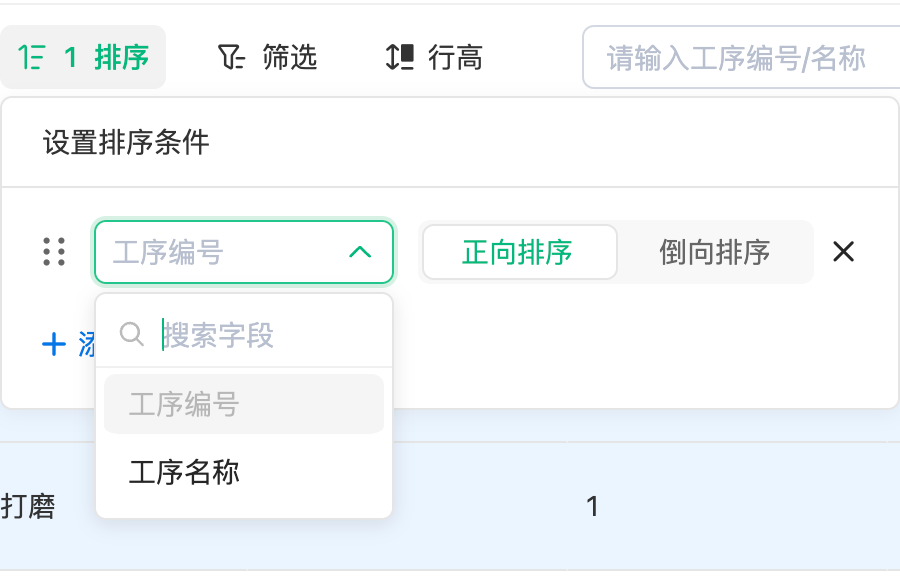 1 排序 筛选 行高 请输入工序编号/名称
设置排序条件
工序编号 正向排序 倒向排序
搜索字段
工序编号
工序名称
打磨 1